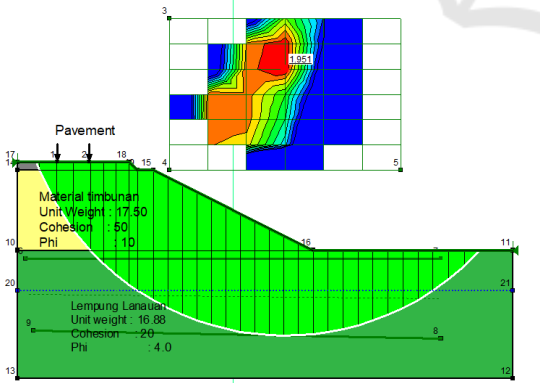 3
1.951
Pavement
17 1 2 18 15 4 5
Material timbunan
Unit Weight : 17.50
Cohesion : 50
Phi : 10
10 16 7 11
20 21
Lempung Lanauan
Unit weight : 16.88
Cohesion : 20
Phi : 4.0
9 8
13 12